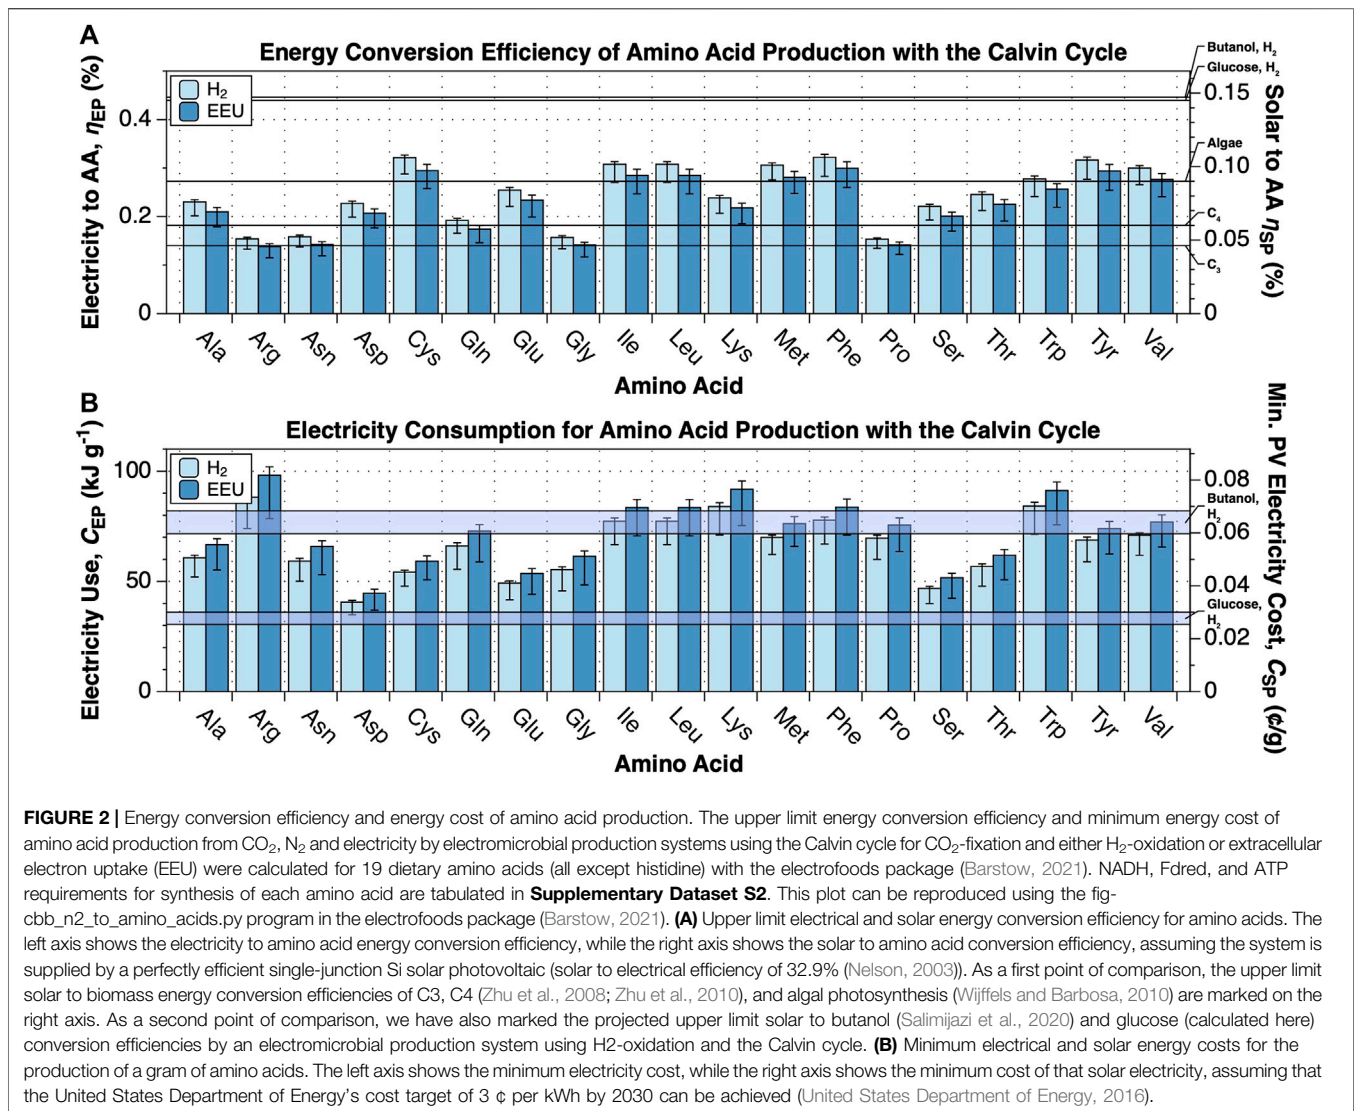 A
Energy Conversion Efficiency of Amino Acid Production with the Calvin Cycle
Electricity to AA, ηEP (%)
Solar to AA ηSP (%)
H2
EEU
Butanol, H2
Glucose, H2
Algae
C4
C3
0.4
0.2
0
0.15
0.10
0.05
0
Ala
Arg
Asn
Asp
Cys
Gln
Glu
Gly
Ile
Leu
Lys
Met
Phe
Pro
Ser
Thr
Trp
Tyr
Val
Amino Acid
B
Electricity Consumption for Amino Acid Production with the Calvin Cycle
Electricity Use, CEP (kJ g-1)
Min. PV Electricity Cost, CSP (¢/g)
H2
EEU
100
50
0
0.08
Butanol,
H2
0.06
0.04
Glucose,
H2
0.02
0
Ala
Arg
Asn
Asp
Cys
Gln
Glu
Gly
Ile
Leu
Lys
Met
Phe
Pro
Ser
Thr
Trp
Tyr
Val
Amino Acid
FIGURE 2 | Energy conversion efficiency and energy cost of amino acid production. The upper limit energy conversion efficiency and minimum energy cost of
amino acid production from CO2, N2 and electricity by electromicrobial production systems using the Calvin cycle for CO2-fixation and either H2-oxidation or extracellular
electron uptake (EEU) were calculated for 19 dietary amino acids (all except histidine) with the electrofoods package (Barstow, 2021). NADH, Fdred, and ATP
requirements for synthesis of each amino acid are tabulated in Supplementary Dataset S2. This plot can be reproduced using the fig-
cbb_n2_to_amino_acids.py program in the electrofoods package (Barstow, 2021). (A) Upper limit electrical and solar energy conversion efficiency for amino acids. The
left axis shows the electricity to amino acid energy conversion efficiency, while the right axis shows the solar to amino acid conversion efficiency, assuming the system is
supplied by a perfectly efficient single-junction Si solar photovoltaic (solar to electrical efficiency of 32.9% (Nelson, 2003)). As a first point of comparison, the upper limit
solar to biomass energy conversion efficiencies of C3, C4 (Zhu et al., 2008; Zhu et al., 2010), and algal photosynthesis (Wijffels and Barbosa, 2010) are marked on the
right axis. As a second point of comparison, we have also marked the projected upper limit solar to butanol (Salimijazi et al., 2020) and glucose (calculated here)
conversion efficiencies by an electromicrobial production system using H2-oxidation and the Calvin cycle. (B) Minimum electrical and solar energy costs for the
production of a gram of amino acids. The left axis shows the minimum electricity cost, while the right axis shows the minimum cost of that solar electricity, assuming that
the United States Department of Energy's cost target of 3 ¢ per kWh by 2030 can be achieved (United States Department of Energy, 2016).